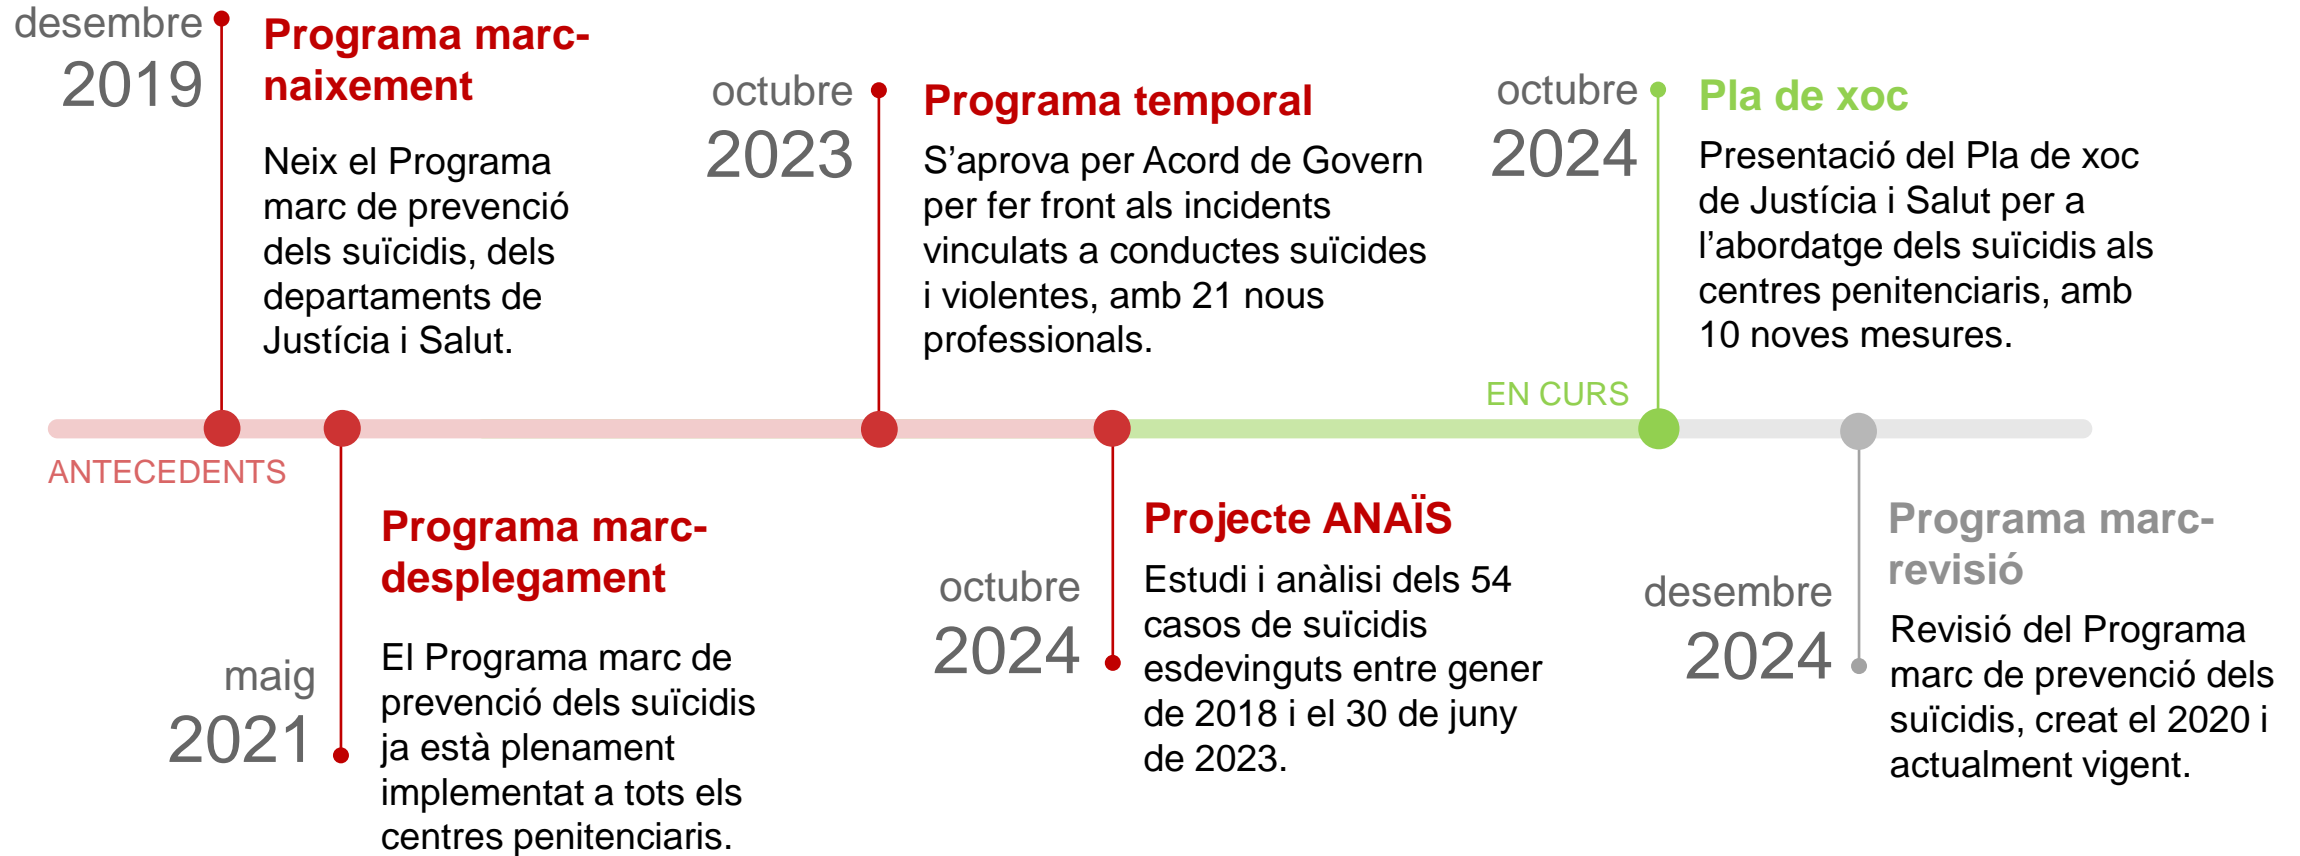 desembre
2019
Programa marc-
naixement
Neix el Programa
marc de prevenció
dels suïcidis, dels
departaments de
Justícia i Salut.
octubre
2023
Programa temporal
S’aprova per Acord de Govern
per fer front als incidents
vinculats a conductes suïcides
i violentes, amb 21 nous
professionals.
octubre
2024
Pla de xoc
Presentació del Pla de xoc
de Justícia i Salut per a
l’abordatge dels suïcidis als
centres penitenciaris, amb
10 noves mesures.
EN CURS
ANTECEDENTS
maig
2021
Programa marc-
desplegament
El Programa marc de
prevenció dels suïcidis
ja està plenament
implementat a tots els
centres penitenciaris.
octubre
2024
Projecte ANAÏS
Estudi i anàlisi dels 54
casos de suïcidis
esdevinguts entre gener
de 2018 i el 30 de juny
de 2023.
desembre
2024
Programa marc-
revisió
Revisió del Programa
marc de prevenció dels
suïcidis, creat el 2020 i
actualment vigent.